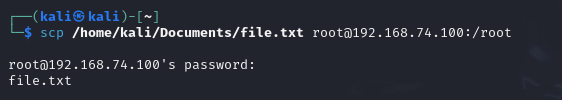 ┌──(kali㉿kali)-[~]
└─$ scp /home/kali/Documents/file.txt root@192.168.74.100:/root
root@192.168.74.100's password:
file.txt